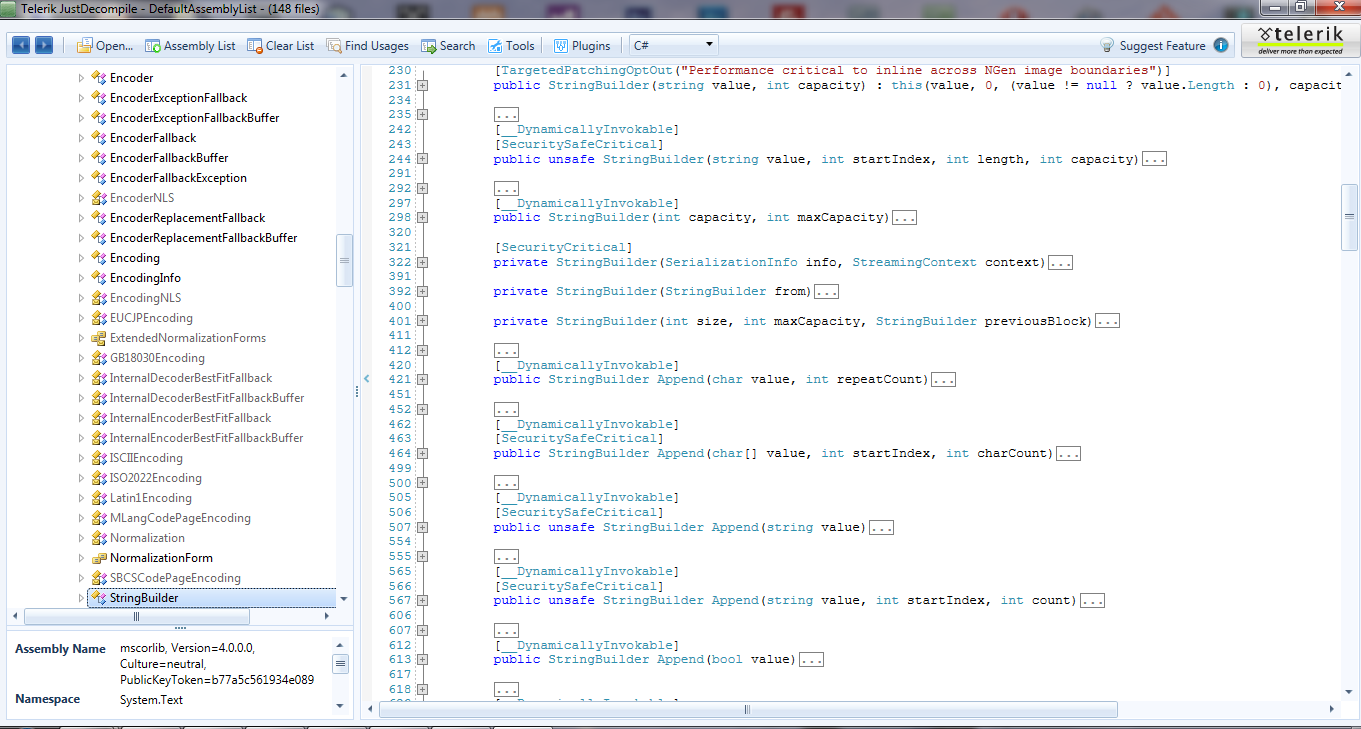 Telerik JustDecompile - DefaultAssemblyList - (148 files)
Open... Assembly List Clear List Find Usages Search Tools Plugins C# Suggest Feature
telerik
deliver more than expected
Encoder
EncoderExceptionFallback
EncoderExceptionFallbackBuffer
EncoderFallback
EncoderFallbackBuffer
EncoderFallbackException
EncoderNLS
EncoderReplacementFallback
EncoderReplacementFallbackBuffer
Encoding
EncodingInfo
EncodingNLS
EUCJPEncoding
ExtendedNormalizationForms
GB18030Encoding
InternalDecoderBestFitFallback
InternalDecoderBestFitFallbackBuffer
InternalEncoderBestFitFallback
InternalEncoderBestFitFallbackBuffer
ISCIIEncoding
ISO2022Encoding
Latin1Encoding
MLangCodePageEncoding
Normalization
NormalizationForm
SBCSCodePageEncoding
StringBuilder
Assembly Name mscorlib, Version=4.0.0.0,
Culture=neutral,
PublicKeyToken=b77a5c561934e089
Namespace System.Text
230 [TargetedPatchingOptOut("Performance critical to inline across NGen image boundaries")]
231 public StringBuilder(string value, int capacity) : this(value, 0, (value != null ? value.Length : 0), capacit
234
235 ...
242 [__DynamicallyInvokable]
243 [SecuritySafeCritical]
244 public unsafe StringBuilder(string value, int startIndex, int length, int capacity)...
291
292 ...
297 [__DynamicallyInvokable]
298 public StringBuilder(int capacity, int maxCapacity)...
320
321 [SecurityCritical]
322 private StringBuilder(SerializationInfo info, StreamingContext context)...
391
392 private StringBuilder(StringBuilder from)...
400
401 private StringBuilder(int size, int maxCapacity, StringBuilder previousBlock)...
411
412 ...
420 [__DynamicallyInvokable]
421 public StringBuilder Append(char value, int repeatCount)...
451
452 ...
462 [__DynamicallyInvokable]
463 [SecuritySafeCritical]
464 public StringBuilder Append(char[] value, int startIndex, int charCount)...
499
500 ...
505 [__DynamicallyInvokable]
506 [SecuritySafeCritical]
507 public unsafe StringBuilder Append(string value)...
554
555 ...
565 [__DynamicallyInvokable]
566 [SecuritySafeCritical]
567 public unsafe StringBuilder Append(string value, int startIndex, int count)...
606
607 ...
612 [__DynamicallyInvokable]
613 public StringBuilder Append(bool value)...
617
618 ...
[__DynamicallyInvokable]